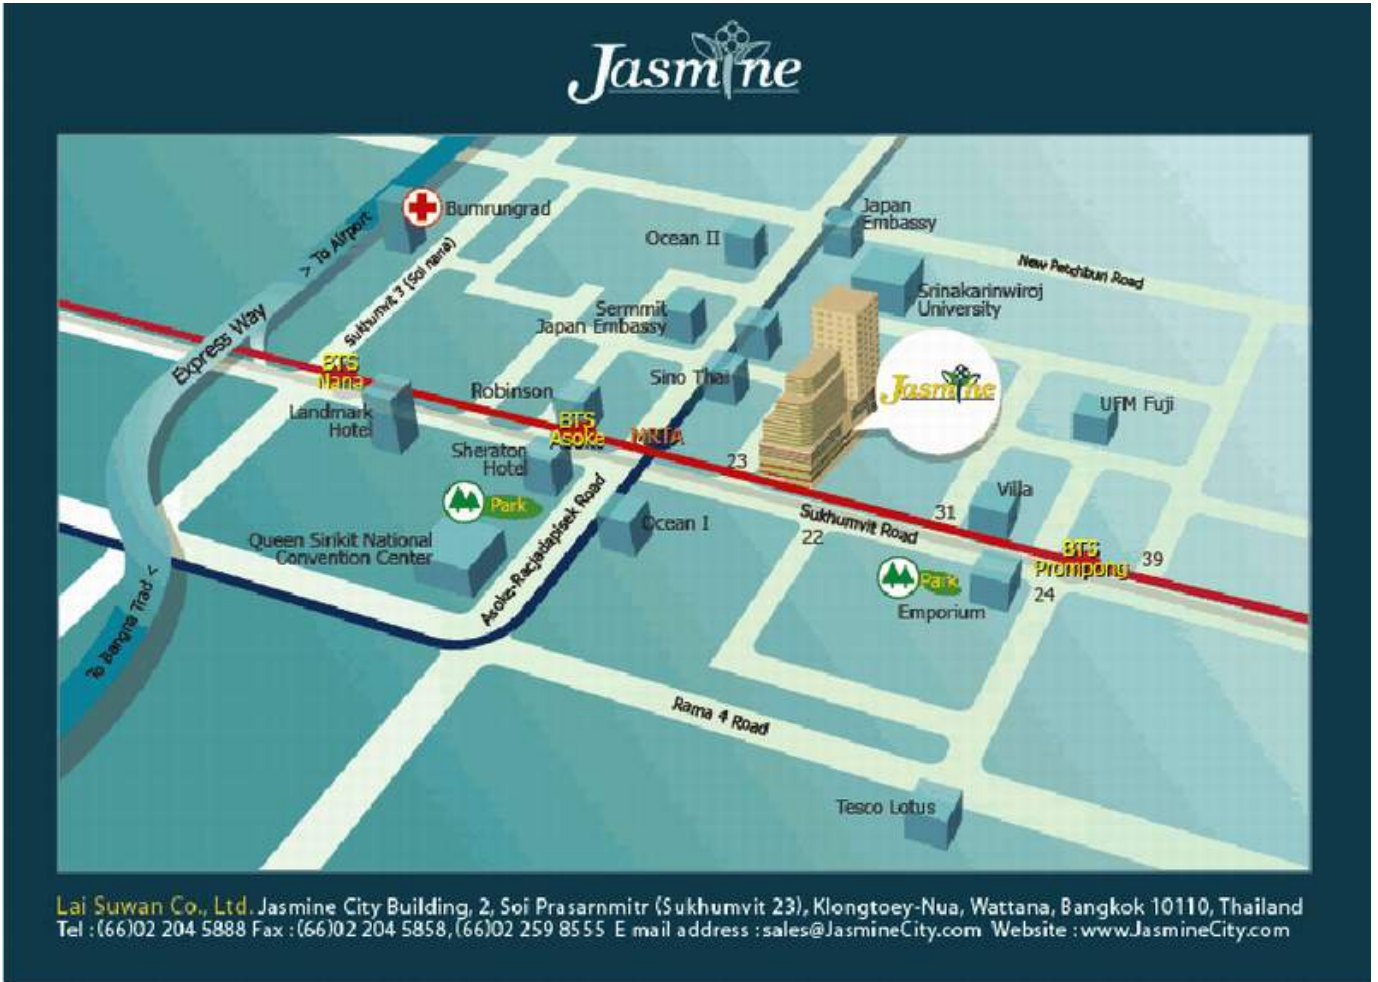 Jasmine
Bumrungrad
Japan
Embassy
Ocean II
> To Airport
Sukhumvit 3 (Soi nana)
New Petchburi Road
Srinakarinwiroj
University
Sermmit
Japan Embassy
Express Way
BTS
Nana
Sino Thai
Jasmine
Robinson
Landmark
Hotel
UFM Fuji
BTS
Asoke
MRTA
Sheraton
Hotel
23
Park
Villa
Sukhumvit Road
31
22
Ocean I
Queen Sirikit National
Convention Center
Asoke-Racjadapisek Road
BTS
Prompong
39
Park
24
Emporium
To Bangna Trad <
Rama 4 Road
Tesco Lotus
Lai Suwan Co., Ltd. Jasmine City Building, 2, Soi Prasarnmitr (Sukhumvit 23), Klongtoey-Nua, Wattana, Bangkok 10110, Thailand
Tel :(66)02 204 5888 Fax :(66)02 204 5858,(66)02 259 8555 E mail address :sales@JasmineCity.com Website :www.JasmineCity.com